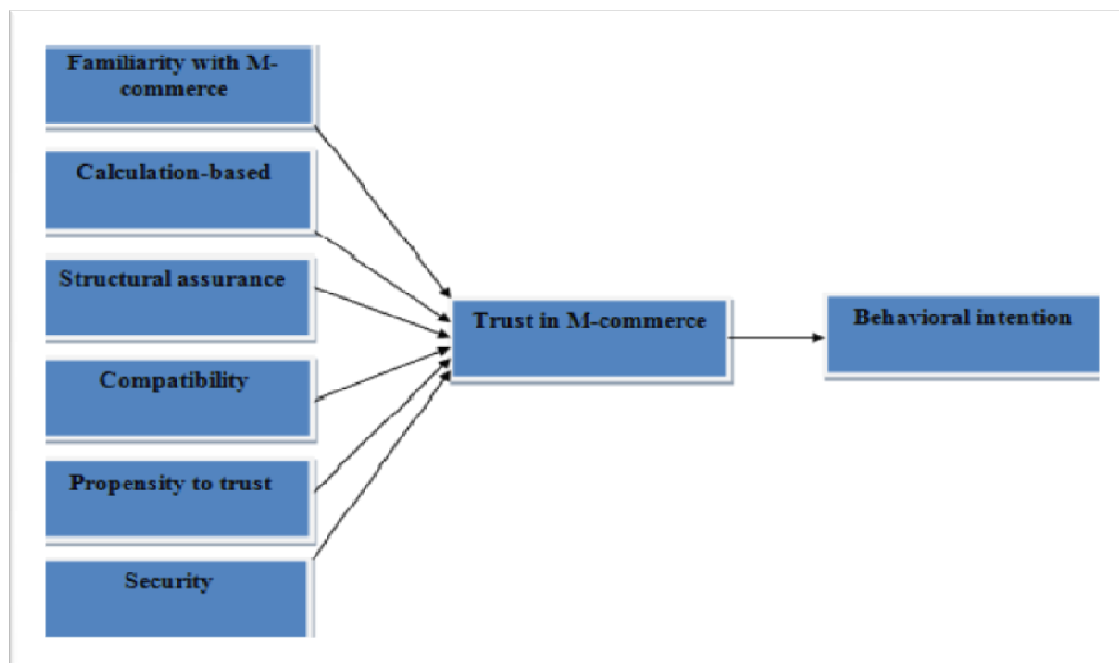 Familiarity with M-
commerce
Calculation-based
Structural assurance
Compatibility
Propensity to trust
Security
Trust in M-commerce
Behavioral intention